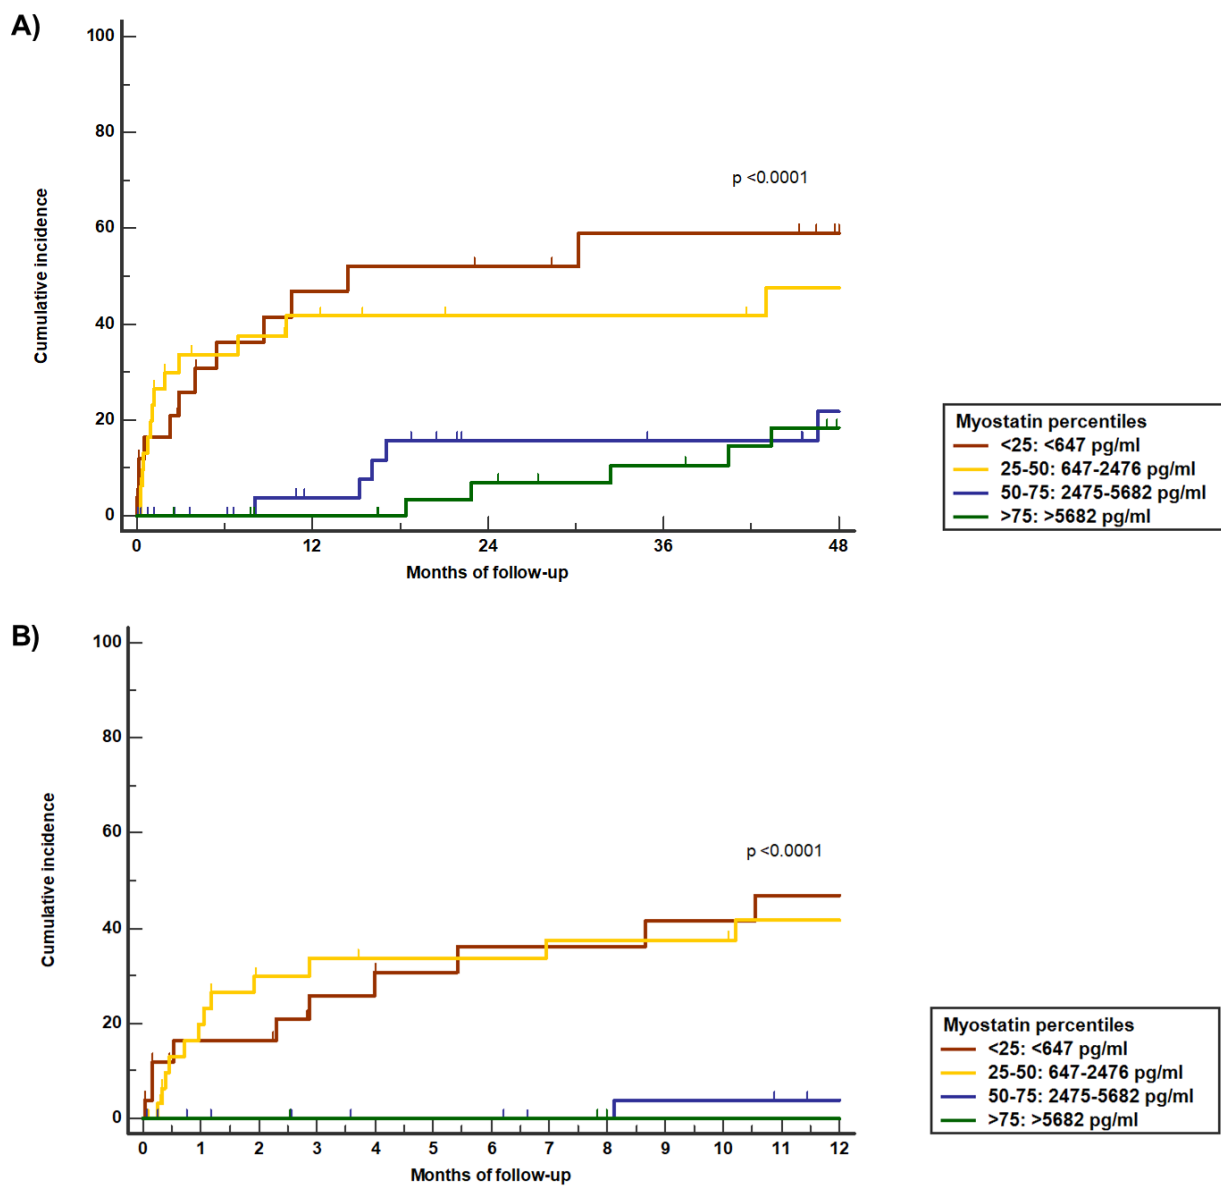 A)
100
80
60
40
20
0
Cumulative incidence
p <0.0001
0 12 24 36 48
Months of follow-up
Myostatin percentiles
<25: <647 pg/ml
25-50: 647-2476 pg/ml
50-75: 2475-5682 pg/ml
>75: >5682 pg/ml
B)
100
80
60
40
20
0
Cumulative incidence
p <0.0001
0 1 2 3 4 5 6 7 8 9 10 11 12
Months of follow-up
Myostatin percentiles
<25: <647 pg/ml
25-50: 647-2476 pg/ml
50-75: 2475-5682 pg/ml
>75: >5682 pg/ml